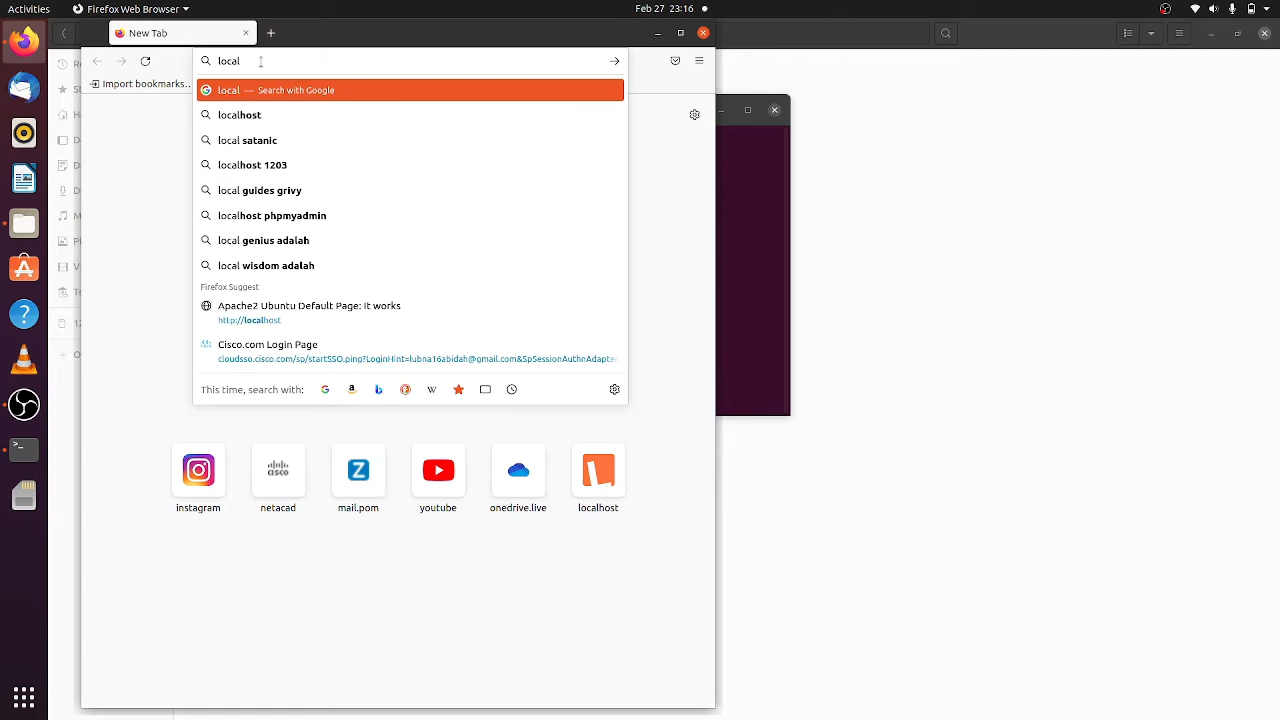 Activities
Firefox Web Browser
Feb 27 23:16
New Tab
local
Import bookmarks...
local — Search with Google
localhost
local satanic
localhost 1203
local guides grivy
localhost phpmyadmin
local genius adalah
local wisdom adalah
Firefox Suggest
Apache2 Ubuntu Default Page: It works
http://localhost
Cisco.com Login Page
cloudsso.cisco.com/sp/startSSO.ping?LoginHint=lubna16abidah@gmail.com&SpSessionAuthnAdapter
This time, search with:
instagram
netacad
mail.pom
youtube
onedrive.live
localhost